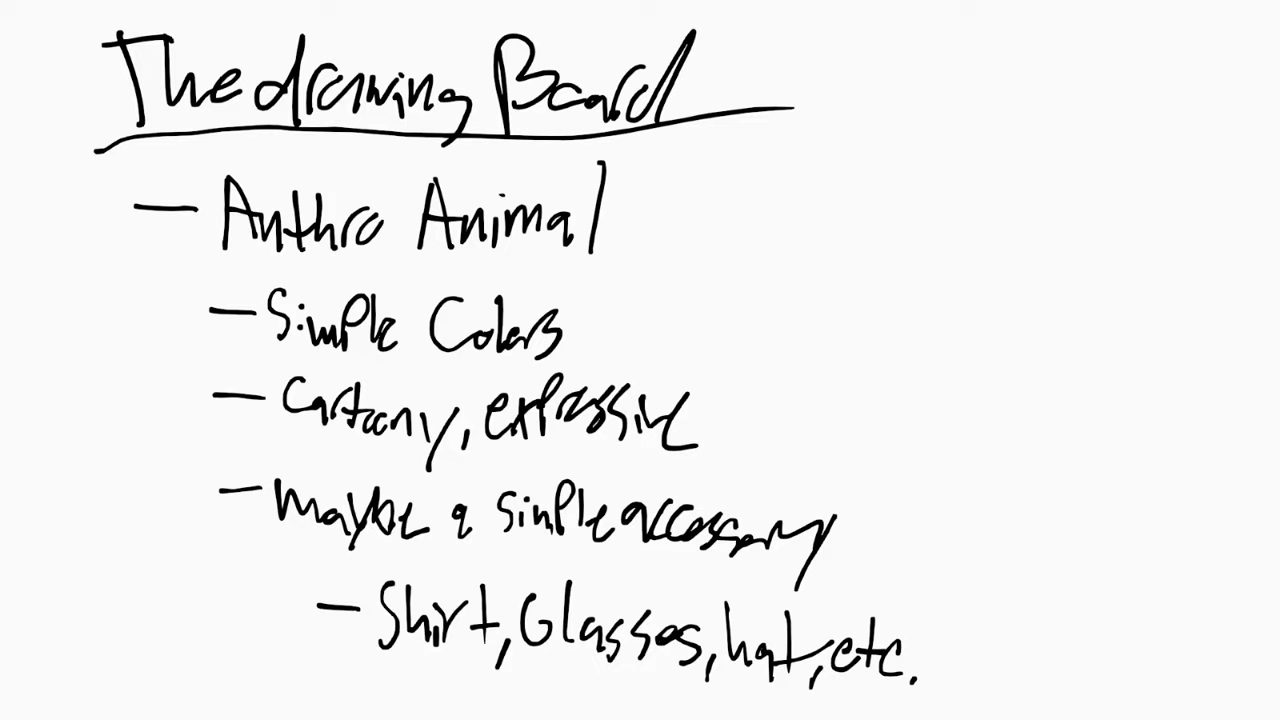 The drawing Board
- Anthro Animal
- Simple Colors
- Cartoony, expressive
- maybe a simple accessory
- Shirt, Glasses, hat, etc.